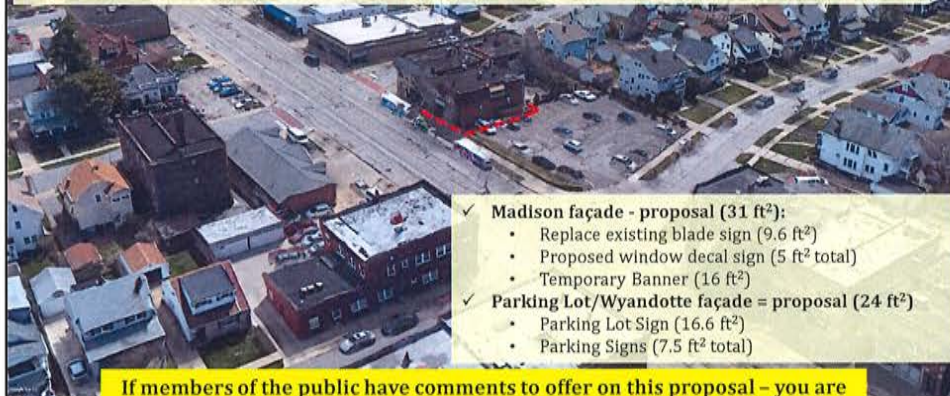 ✓ Madison façade - proposal (31 ft²):
• Replace existing blade sign (9.6 ft²)
• Proposed window decal sign (5 ft² total)
• Temporary Banner (16 ft²)
✓ Parking Lot/Wyandotte façade = proposal (24 ft²)
• Parking Lot Sign (16.6 ft²)
• Parking Signs (7.5 ft² total)
If members of the public have comments to offer on this proposal – you are